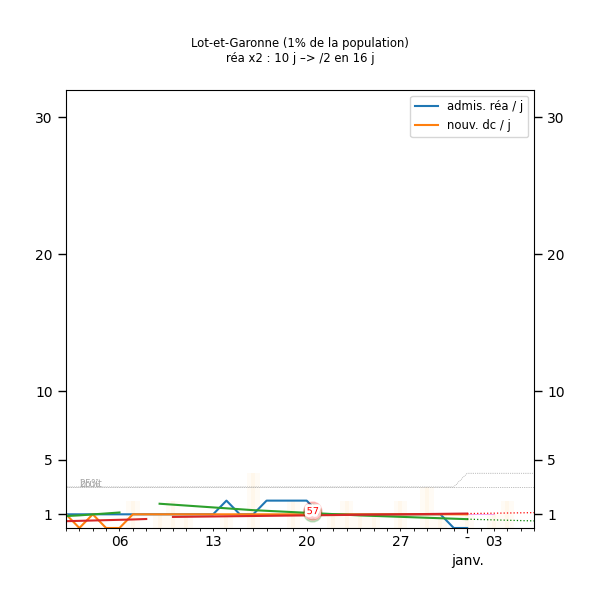 Lot-et-Garonne (1% de la population)
réa x2 : 10 j –> /2 en 16 j
admis. réa / j
nouv. dc / j
30 30
20 20
10 10
5 5
57
1 1
06 13 20 27 - 03
janv.